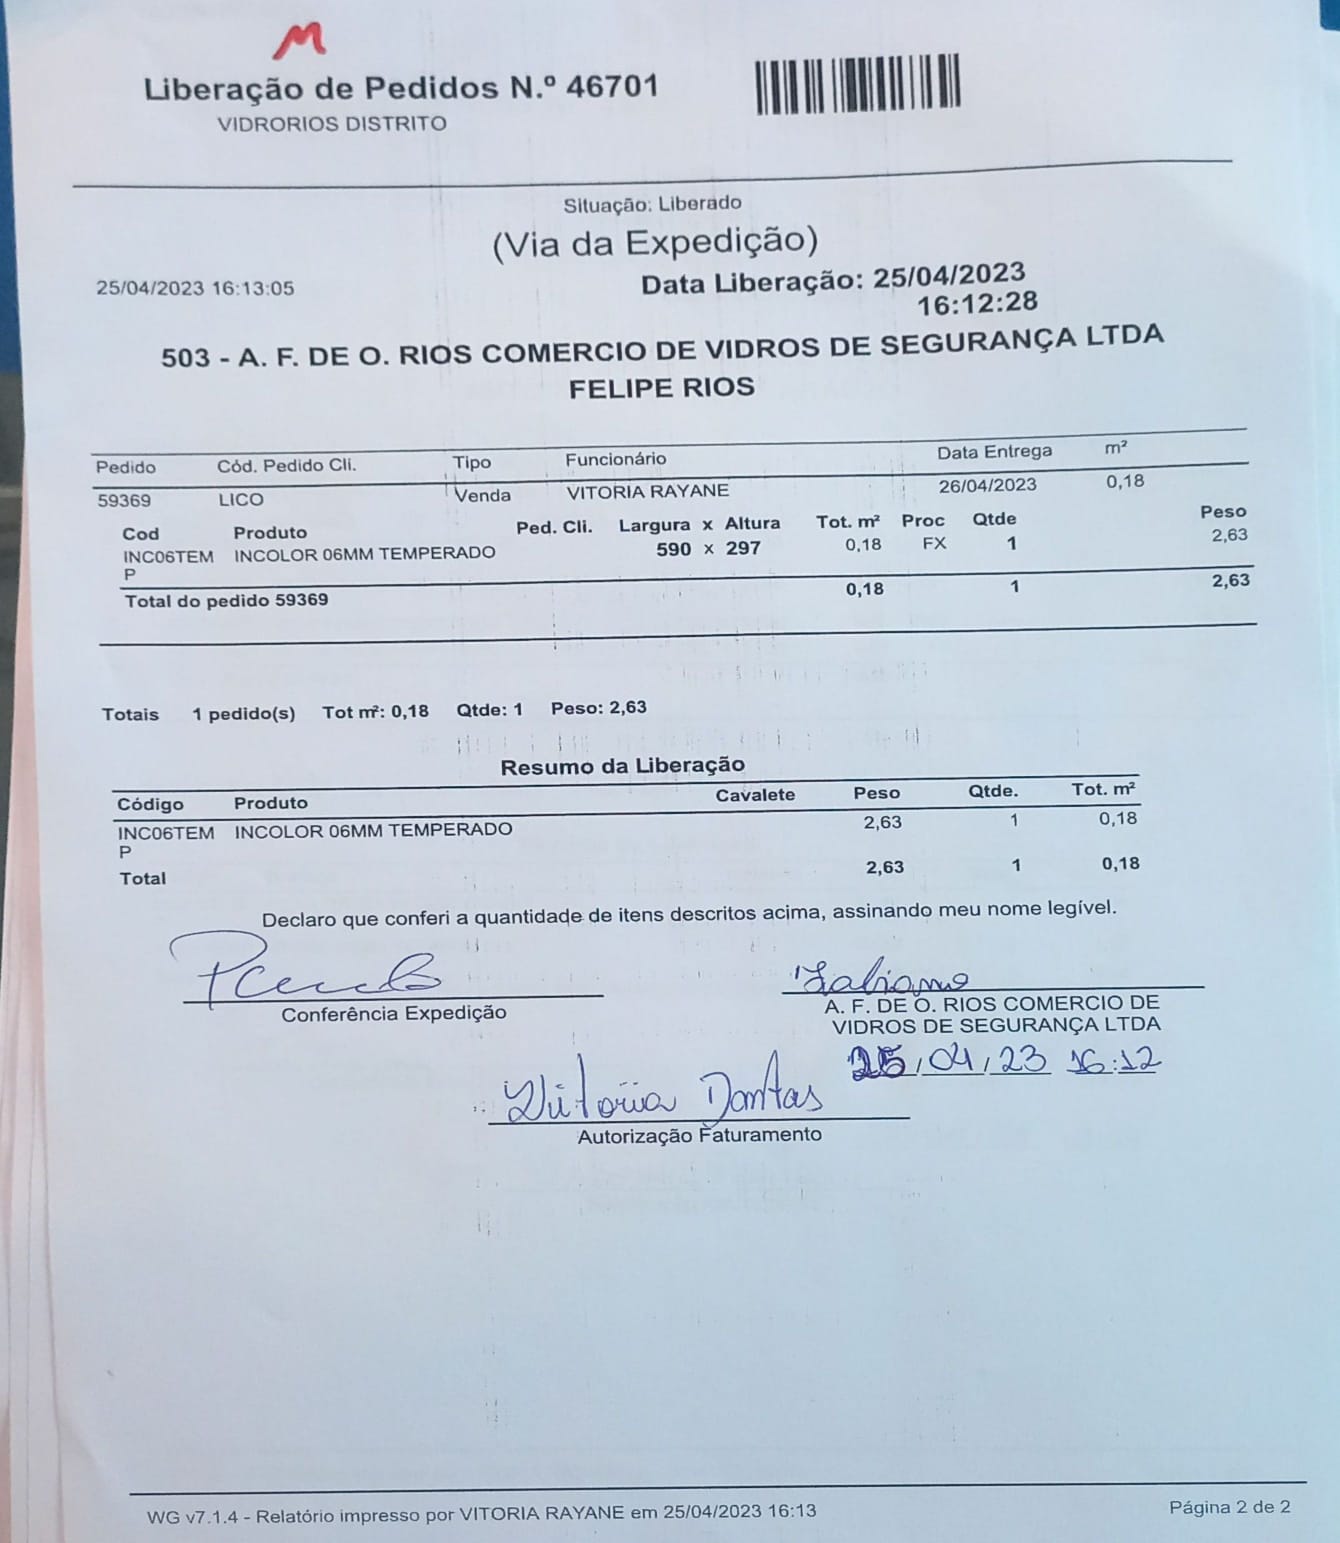 M
Liberação de Pedidos N.º 46701
VIDRORIOS DISTRITO
Situação: Liberado
(Via da Expedição)
25/04/2023 16:13:05
Data Liberação: 25/04/2023
16:12:28
503 - A. F. DE O. RIOS COMERCIO DE VIDROS DE SEGURANÇA LTDA
FELIPE RIOS
Pedido Cód. Pedido Cli. Tipo Funcionário Data Entrega m²
59369 LICO Venda VITORIA RAYANE 26/04/2023 0,18
Cod Produto Ped. Cli. Largura x Altura Tot. m² Proc Qtde Peso
INC06TEM INCOLOR 06MM TEMPERADO 590 x 297 0,18 FX 1 2,63
P
Total do pedido 59369 0,18 1 2,63
Totais 1 pedido(s) Tot m²: 0,18 Qtde: 1 Peso: 2,63
Resumo da Liberação
Código Produto Cavalete Peso Qtde. Tot. m²
INC06TEM INCOLOR 06MM TEMPERADO 2,63 1 0,18
P
Total 2,63 1 0,18
Declaro que conferi a quantidade de itens descritos acima, assinando meu nome legível.
Fabiano
Conferência Expedição
A. F. DE O. RIOS COMERCIO DE
VIDROS DE SEGURANÇA LTDA
25/04/23 16:12
Vitoria Dantas
Autorização Faturamento
WG v7.1.4 - Relatório impresso por VITORIA RAYANE em 25/04/2023 16:13
Página 2 de 2